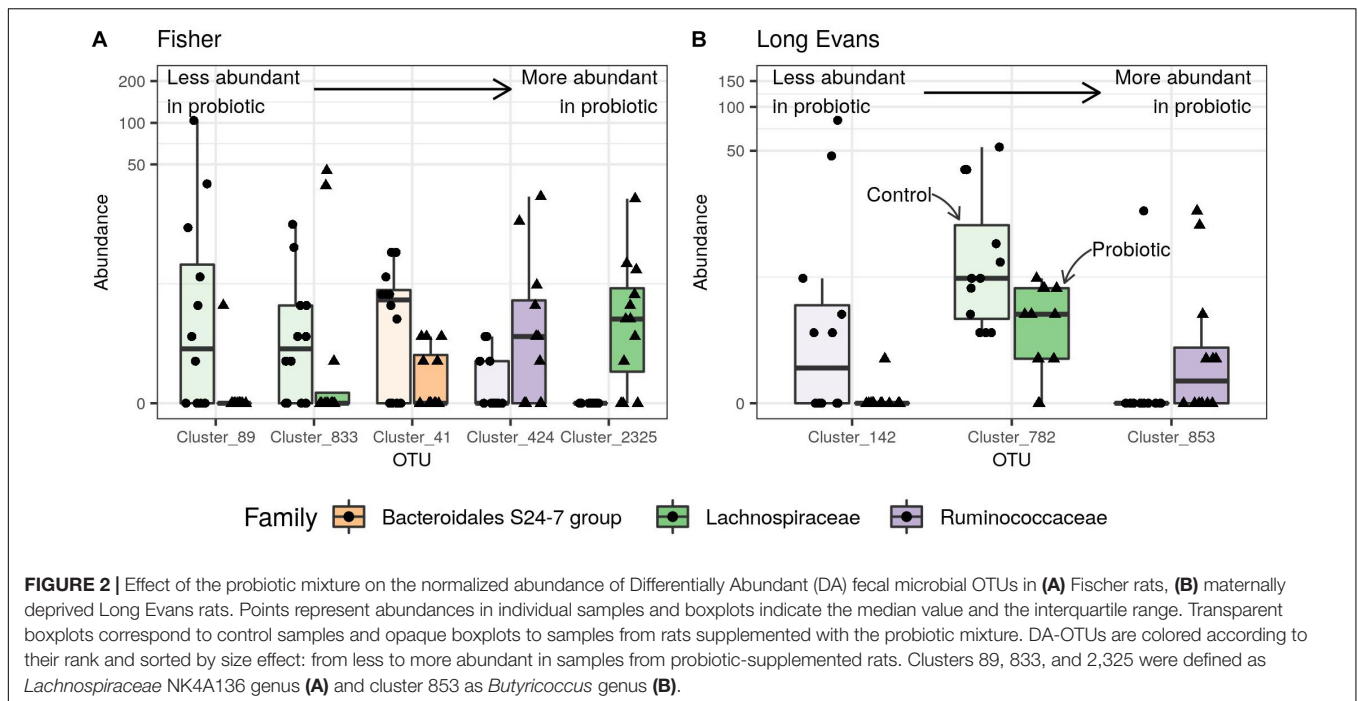 A Fisher
Less abundant in probiotic
More abundant in probiotic
200
100
50
0
Abundance
Cluster_89 Cluster_833 Cluster_41 Cluster_424 Cluster_2325
OTU
B Long Evans
Less abundant in probiotic
More abundant in probiotic
150
100
50
0
Abundance
Control
Probiotic
Cluster_142 Cluster_782 Cluster_853
OTU
Family Bacteroidales S24-7 group Lachnospiraceae Ruminococcaceae
FIGURE 2 | Effect of the probiotic mixture on the normalized abundance of Differentially Abundant (DA) fecal microbial OTUs in (A) Fischer rats, (B) maternally
deprived Long Evans rats. Points represent abundances in individual samples and boxplots indicate the median value and the interquartile range. Transparent
boxplots correspond to control samples and opaque boxplots to samples from rats supplemented with the probiotic mixture. DA-OTUs are colored according to
their rank and sorted by size effect: from less to more abundant in samples from probiotic-supplemented rats. Clusters 89, 833, and 2,325 were defined as
Lachnospiraceae NK4A136 genus (A) and cluster 853 as Butyricoccus genus (B).